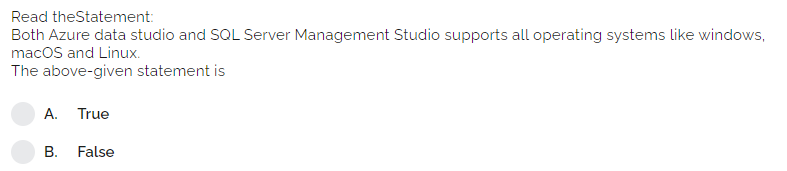 Read theStatement:
Both Azure data studio and SQL Server Management Studio supports all operating systems like windows,
macOS and Linux.
The above-given statement is
A. True
B. False